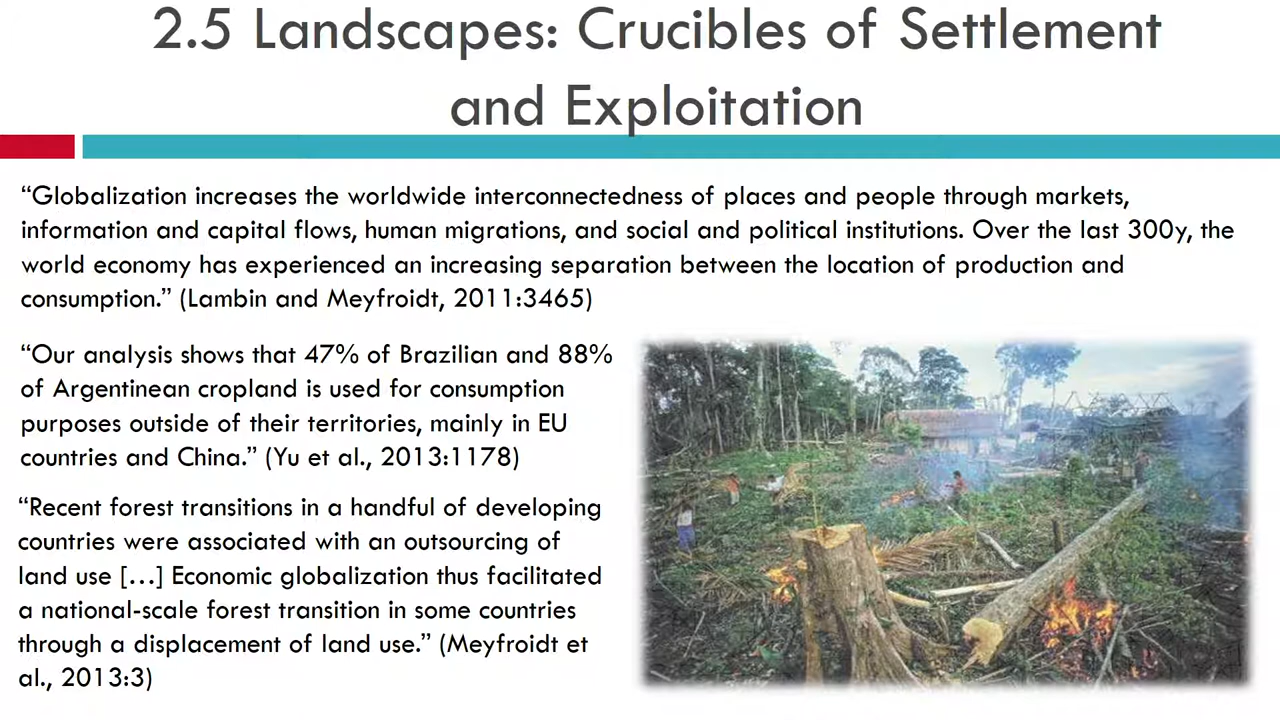 2.5 Landscapes: Crucibles of Settlement
and Exploitation
“Globalization increases the worldwide interconnectedness of places and people through markets,
information and capital flows, human migrations, and social and political institutions. Over the last 300y, the
world economy has experienced an increasing separation between the location of production and
consumption.” (Lambin and Meyfroidt, 2011:3465)
“Our analysis shows that 47% of Brazilian and 88%
of Argentinean cropland is used for consumption
purposes outside of their territories, mainly in EU
countries and China.” (Yu et al., 2013:1178)
“Recent forest transitions in a handful of developing
countries were associated with an outsourcing of
land use […] Economic globalization thus facilitated
a national-scale forest transition in some countries
through a displacement of land use.” (Meyfroidt et
al., 2013:3)